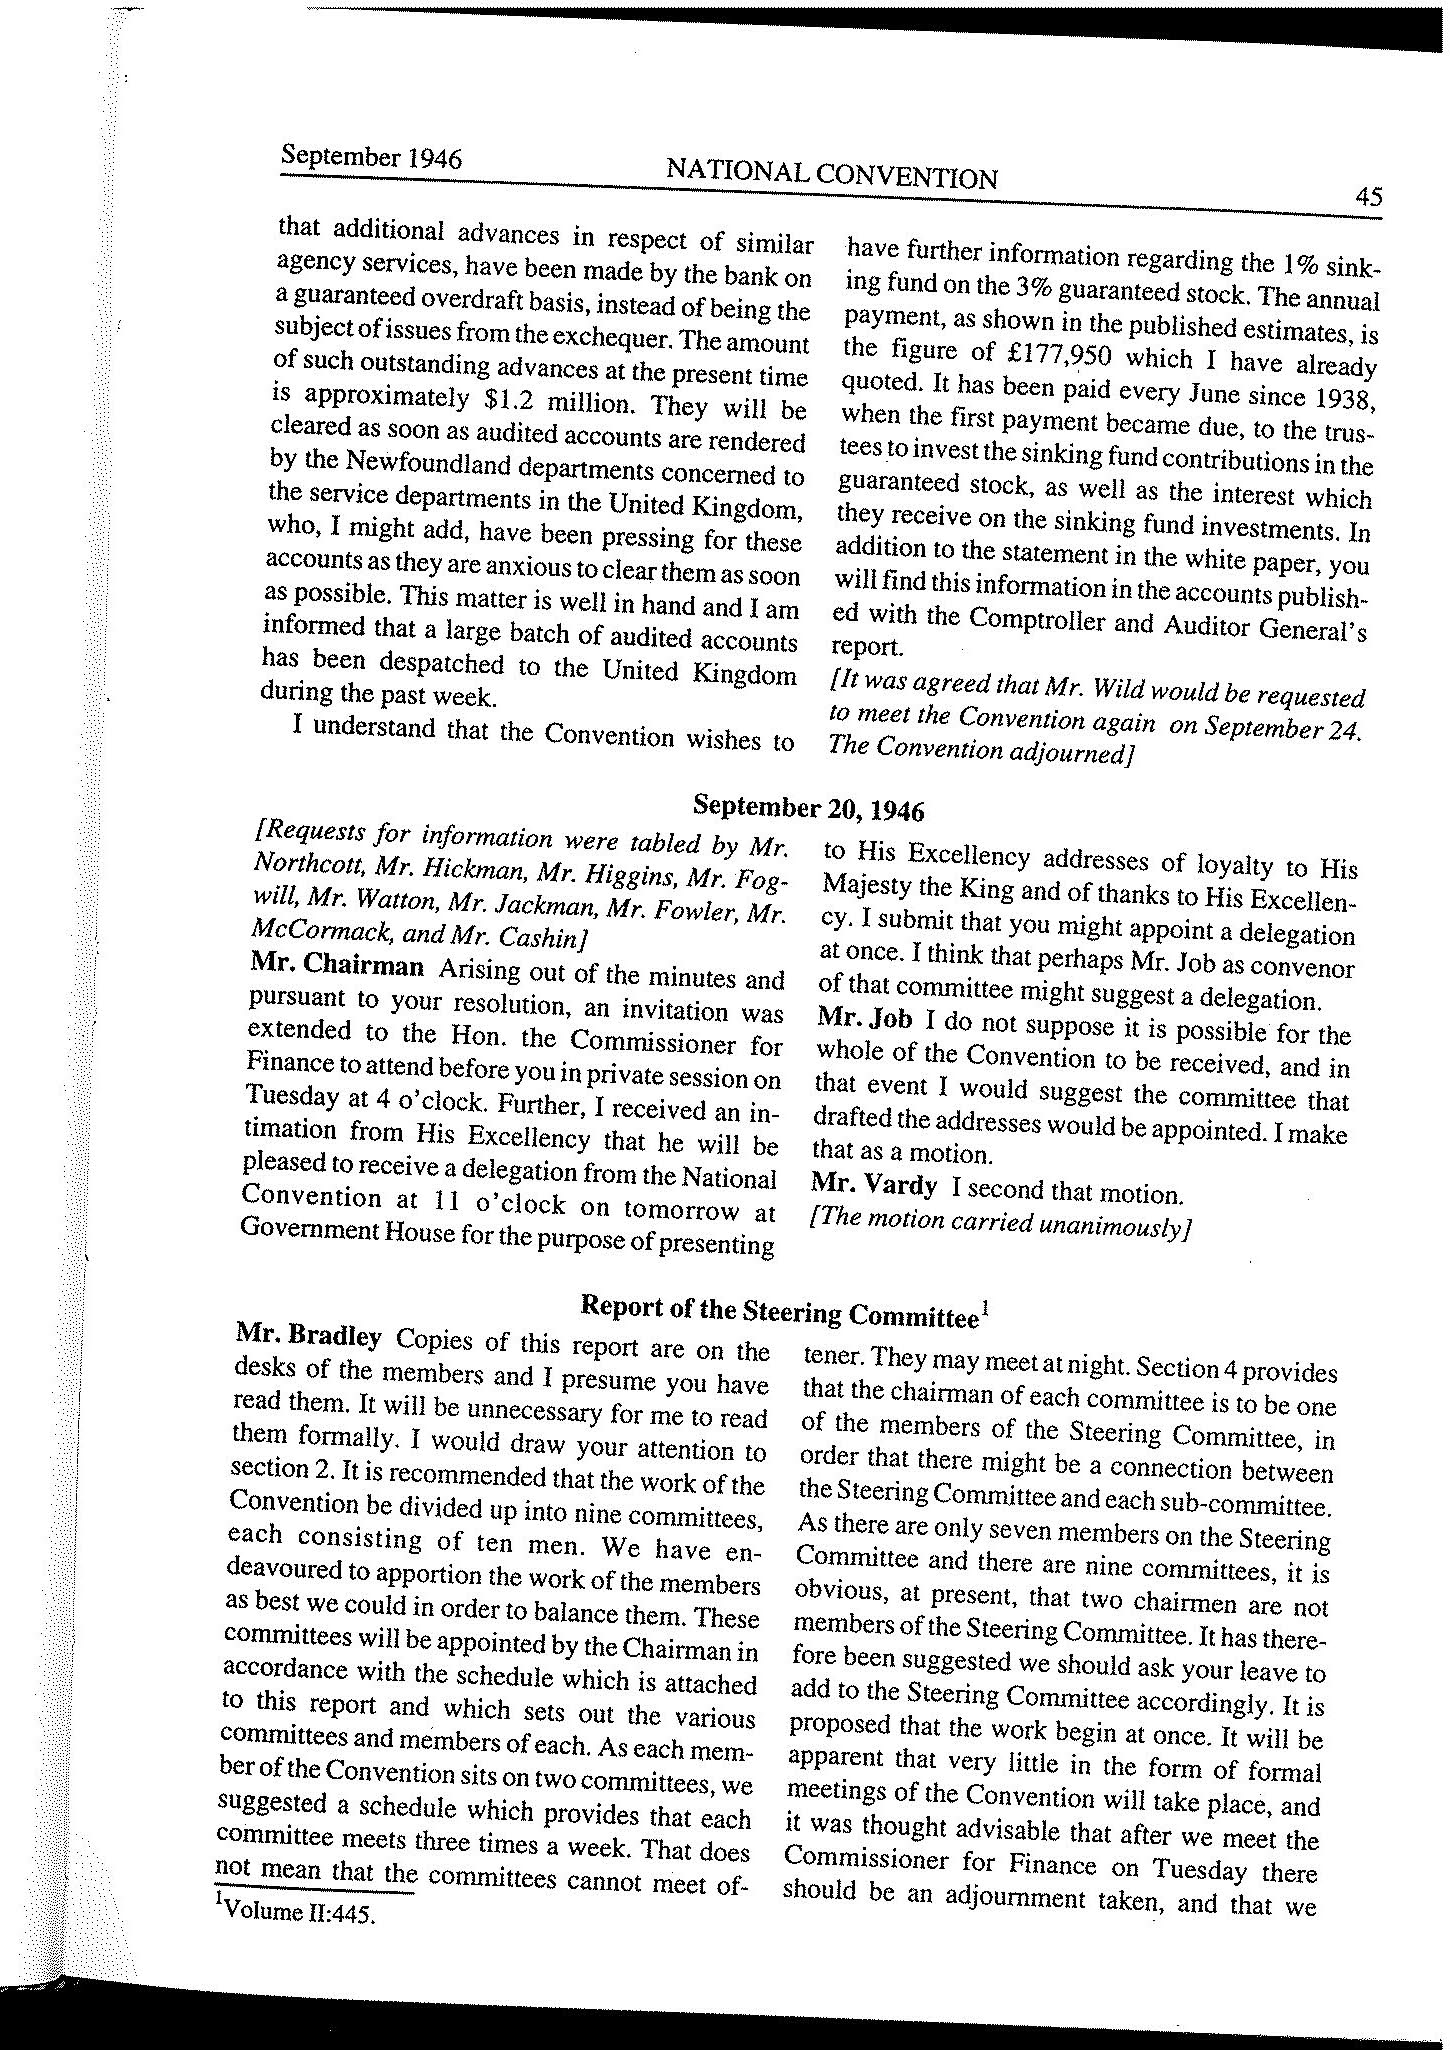 September 1946
NATIONAL CONVENTION
45
that additional advances in respect of similar
agency services, have been made by the bank on
a guaranteed overdraft basis, instead of being the
subject of issues from the exchequer. The amount
of such outstanding advances at the present time
is approximately $1.2 million. They will be
cleared as soon as audited accounts are rendered
by the Newfoundland departments concerned to
the service departments in the United Kingdom,
who, I might add, have been pressing for these
accounts as they are anxious to clear them as soon
as possible. This matter is well in hand and I am
informed that a large batch of audited accounts
has been despatched to the United Kingdom
during the past week.
I understand that the Convention wishes to
have further information regarding the 1% sink-
ing fund on the 3% guaranteed stock. The annual
payment, as shown in the published estimates, is
the figure of £177,950 which I have already
quoted. It has been paid every June since 1938,
when the first payment became due, to the trus-
tees to invest the sinking fund contributions in the
guaranteed stock, as well as the interest which
they receive on the sinking fund investments. In
addition to the statement in the white paper, you
will find this information in the accounts publish-
ed with the Comptroller and Auditor General's
report.
[It was agreed that Mr. Wild would be requested
to meet the Convention again on September 24.
The Convention adjourned]
September 20, 1946
[Requests for information were tabled by Mr.
Northcott, Mr. Hickman, Mr. Higgins, Mr. Fog-
will, Mr. Watton, Mr. Jackman, Mr. Fowler, Mr.
McCormack, and Mr. Cashin]
Mr. Chairman Arising out of the minutes and
pursuant to your resolution, an invitation was
extended to the Hon. the Commissioner for
Finance to attend before you in private session on
Tuesday at 4 o'clock. Further, I received an in-
timation from His Excellency that he will be
pleased to receive a delegation from the National
Convention at 11 o'clock on tomorrow at
Government House for the purpose of presenting
to His Excellency addresses of loyalty to His
Majesty the King and of thanks to His Excellen-
cy. I submit that you might appoint a delegation
at once. I think that perhaps Mr. Job as convenor
of that committee might suggest a delegation.
Mr. Job I do not suppose it is possible for the
whole of the Convention to be received, and in
that event I would suggest the committee that
drafted the addresses would be appointed. I make
that as a motion.
Mr. Vardy I second that motion.
[The motion carried unanimously]
Report of the Steering Committee1
Mr. Bradley Copies of this report are on the
desks of the members and I presume you have
read them. It will be unnecessary for me to read
them formally. I would draw your attention to
section 2. It is recommended that the work of the
Convention be divided up into nine committees,
each consisting of ten men. We have en-
deavoured to apportion the work of the members
as best we could in order to balance them. These
committees will be appointed by the Chairman in
accordance with the schedule which is attached
to this report and which sets out the various
committees and members of each. As each mem-
ber of the Convention sits on two committees, we
suggested a schedule which provides that each
committee meets three times a week. That does
not mean that the committees cannot meet of-
tener. They may meet at night. Section 4 provides
that the chairman of each committee is to be one
of the members of the Steering Committee, in
order that there might be a connection between
the Steering Committee and each sub-committee.
As there are only seven members on the Steering
Committee and there are nine committees, it is
obvious, at present, that two chairmen are not
members of the Steering Committee. It has there-
fore been suggested we should ask your leave to
add to the Steering Committee accordingly. It is
proposed that the work begin at once. It will be
apparent that very little in the form of formal
meetings of the Convention will take place, and
it was thought advisable that after we meet the
Commissioner for Finance on Tuesday there
should be an adjournment taken, and that we
1Volume II:445.